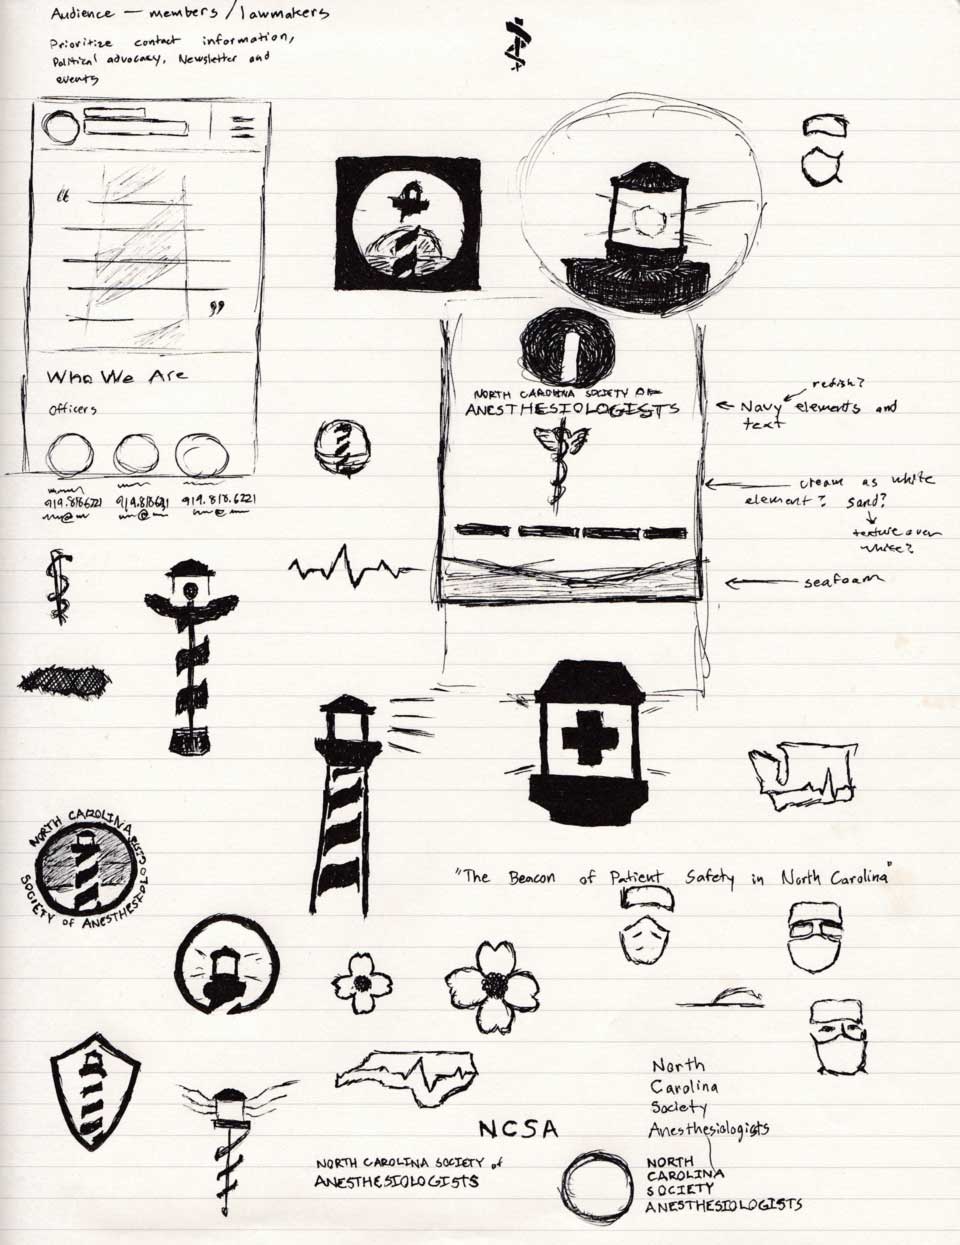 Audience — members / lawmakers
Prioritize contact information,
Political advocacy, Newsletter and
events
“
”
Who We Are
Officers
919.818.6221
919.818.6221
@
@
@
NORTH CAROLINA SOCIETY OF
ANESTHESIOLOGISTS
redish?
← Navy elements and
text
cream as white
element? sand?
texture over
white?
seafoam
NORTH CAROLINA
SOCIETY of ANESTHESIOLOGISTS
"The Beacon of Patient Safety in North Carolina"
North
Carolina
Society
Anesthesiologists
NCSA
NORTH CAROLINA SOCIETY of
ANESTHESIOLOGISTS
NORTH
CAROLINA
SOCIETY
ANESTHESIOLOGISTS